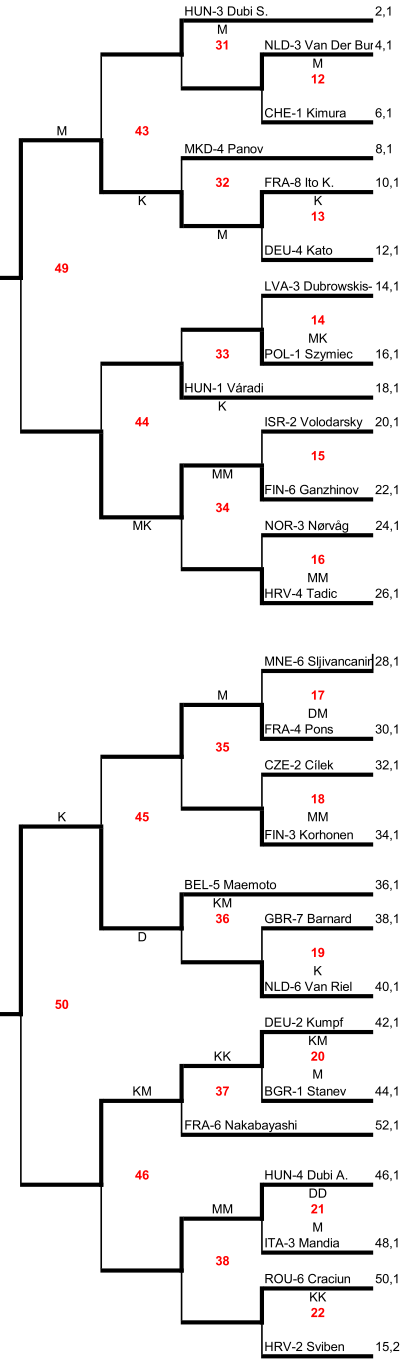 HUN-3 Dubi S. 2,1
M
31
NLD-3 Van Der Bur 4,1
M
12
CHE-1 Kimura 6,1
43
M
MKD-4 Panov 8,1
32
FRA-8 Ito K. 10,1
K
K
13
M
DEU-4 Kato 12,1
49
LVA-3 Dubrowskis- 14,1
14
MK
33
POL-1 Szymiec 16,1
HUN-1 Váradi 18,1
K
44
ISR-2 Volodarsky 20,1
15
MM
FIN-6 Ganzhinov 22,1
34
MK
NOR-3 Nørvåg 24,1
16
MM
HRV-4 Tadic 26,1
MNE-6 Sljivancanin 28,1
M
17
DM
FRA-4 Pons 30,1
35
CZE-2 Cílek 32,1
18
MM
45
K
FIN-3 Korhonen 34,1
BEL-5 Maemoto 36,1
KM
36
GBR-7 Barnard 38,1
D
19
K
NLD-6 Van Riel 40,1
50
DEU-2 Kumpf 42,1
KM
20
KK
M
37
KM
BGR-1 Stanev 44,1
FRA-6 Nakabayashi 52,1
46
HUN-4 Dubi A. 46,1
DD
21
MM
M
ITA-3 Mandia 48,1
38
ROU-6 Craciun 50,1
KK
22
HRV-2 Sviben 15,2